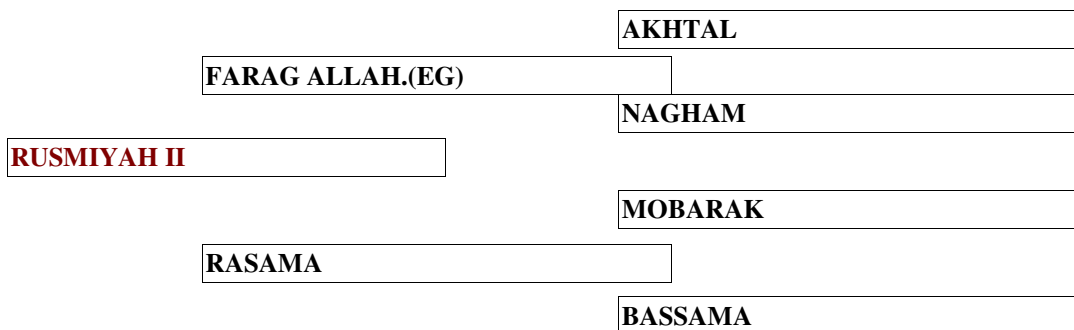 AKHTAL
FARAG ALLAH.(EG)
NAGHAM
RUSMIYAH II
MOBARAK
RASAMA
BASSAMA